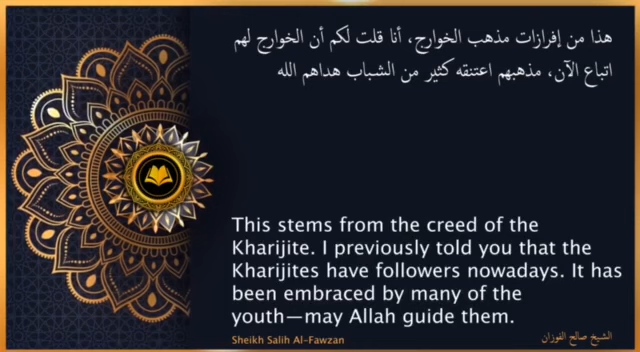 هذا من إفرازات مذهب الخوارج، أنا قلت لكم أن الخوارج لهم
اتباع الآن، مذهبهم اعتنقه كثير من الشباب هداهم الله
This stems from the creed of the
Kharijite. I previously told you that the
Kharijites have followers nowadays. It has
been embraced by many of the
youth—may Allah guide them.
Sheikh Salih Al-Fawzan
الشيخ صالح الفوزان